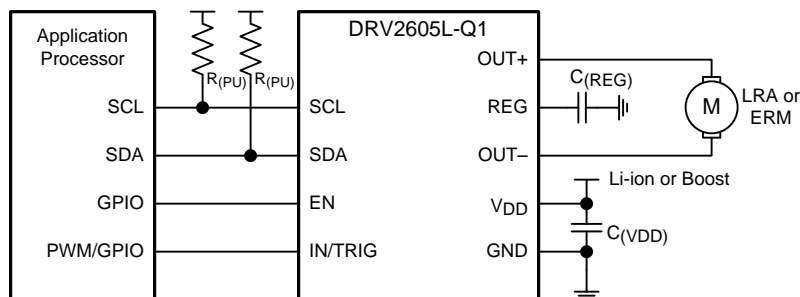 Application
Processor
SCL
SDA
GPIO
PWM/GPIO
R(PU)
R(PU)
DRV2605L-Q1
SCL
SDA
EN
IN/TRIG
OUT+
REG
OUT–
VDD
GND
C(REG)
M
LRA or
ERM
Li-ion or Boost
C(VDD)